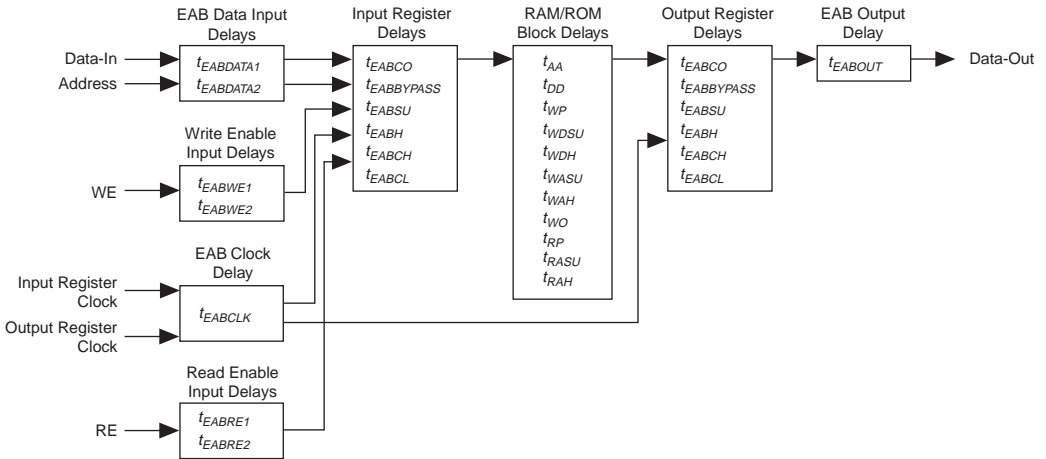 EAB Data Input
Delays
Data-In
Address
tEABDATA1
tEABDATA2
Write Enable
Input Delays
WE
tEABWE1
tEABWE2
EAB Clock
Delay
Input Register
Clock
Output Register
Clock
tEABCLK
Read Enable
Input Delays
RE
tEABRE1
tEABRE2
Input Register
Delays
tEABCO
tEABBYPASS
tEABSU
tEABH
tEABCH
tEABCL
RAM/ROM
Block Delays
tAA
tDD
tWP
tWDSU
tWDH
tWASU
tWAH
tWO
tRP
tRASU
tRAH
Output Register
Delays
tEABCO
tEABBYPASS
tEABSU
tEABH
tEABCH
tEABCL
EAB Output
Delay
tEABOUT
Data-Out